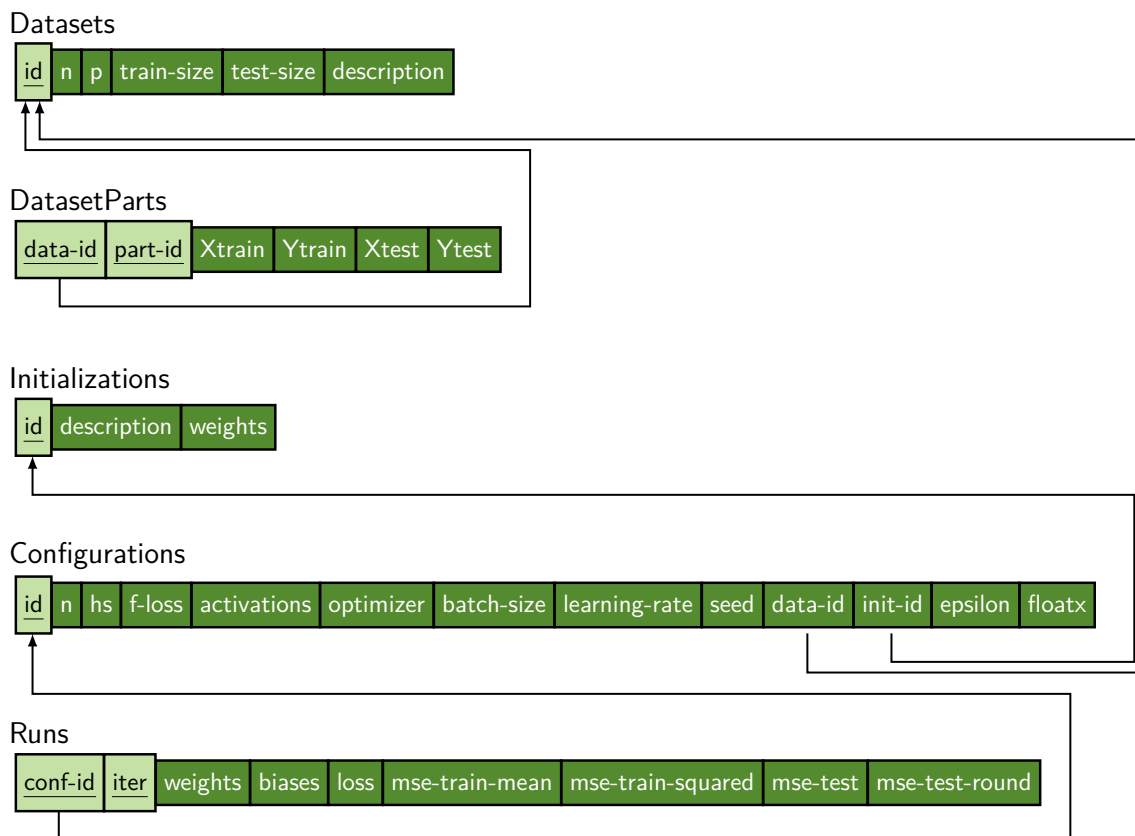 Datasets
id n p train-size test-size description
DatasetParts
data-id part-id Xtrain Ytrain Xtest Ytest
Initializations
id description weights
Configurations
id n hs f-loss activations optimizer batch-size learning-rate seed data-id init-id epsilon floatx
Runs
conf-id iter weights biases loss mse-train-mean mse-train-squared mse-test mse-test-round